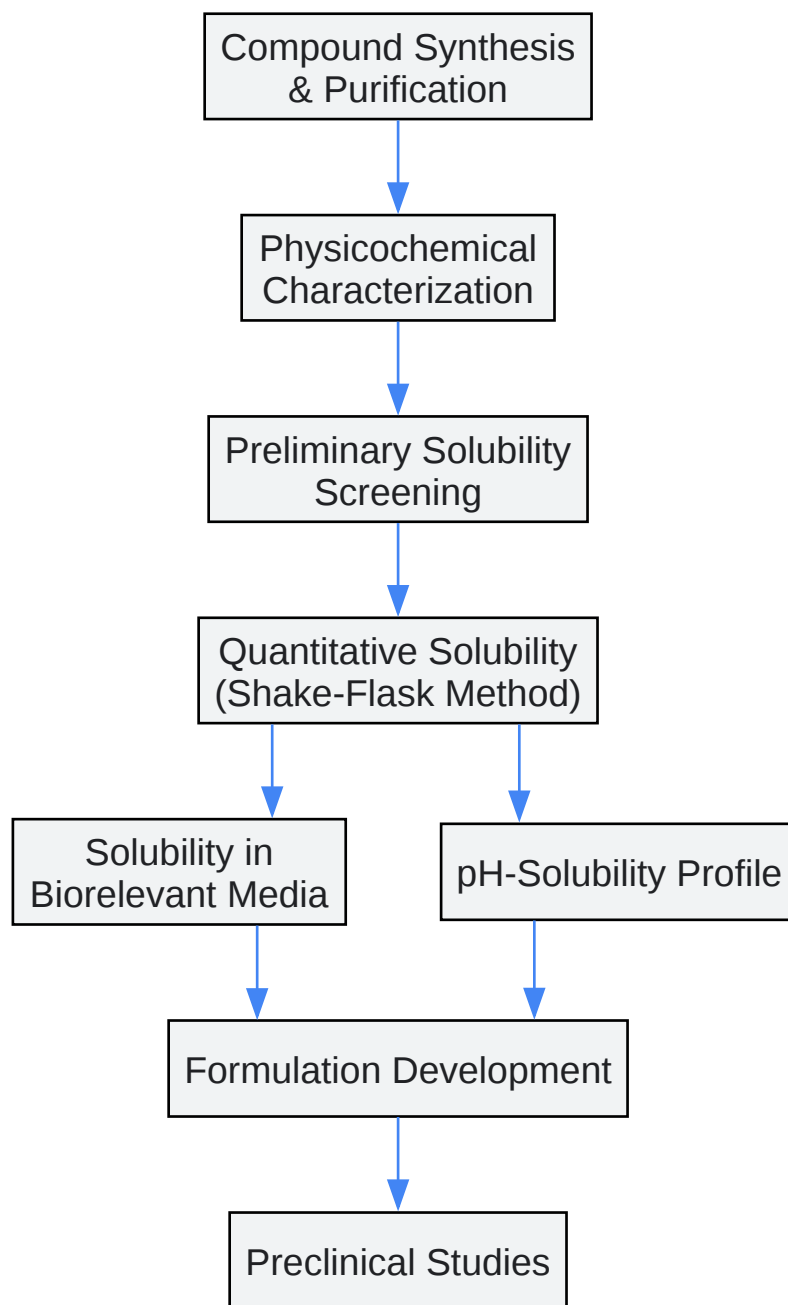 Compound Synthesis
& Purification
Physicochemical
Characterization
Preliminary Solubility
Screening
Quantitative Solubility
(Shake-Flask Method)
Solubility in
Biorelevant Media
pH-Solubility Profile
Formulation Development
Preclinical Studies